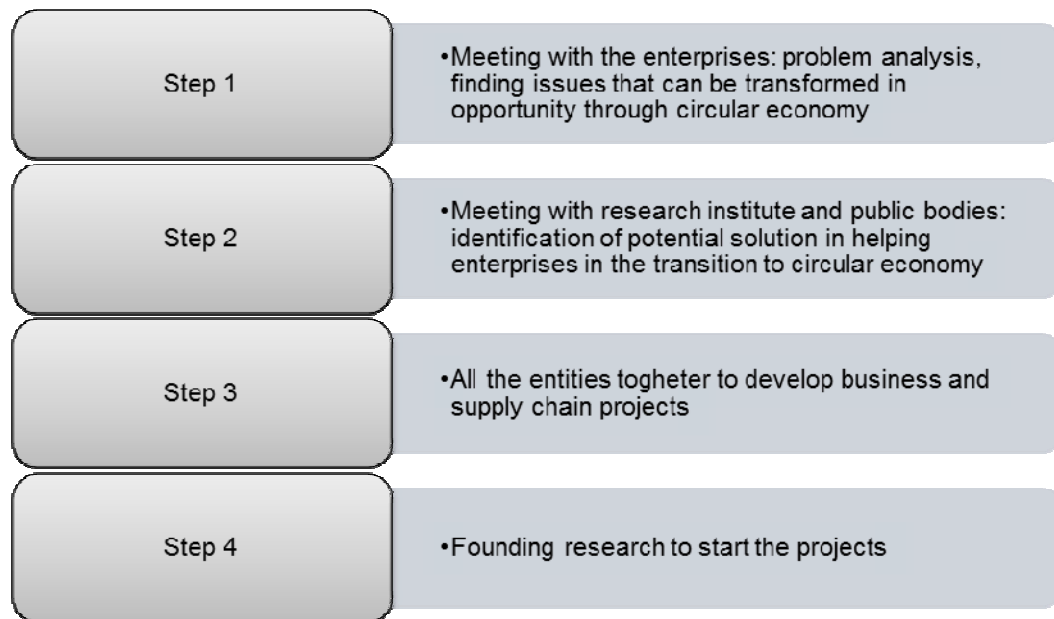 Step 1
•Meeting with the enterprises: problem analysis,
finding issues that can be transformed in
opportunity through circular economy
Step 2
•Meeting with research institute and public bodies:
identification of potential solution in helping
enterprises in the transition to circular economy
Step 3
•All the entities togheter to develop business and
supply chain projects
Step 4
•Founding research to start the projects